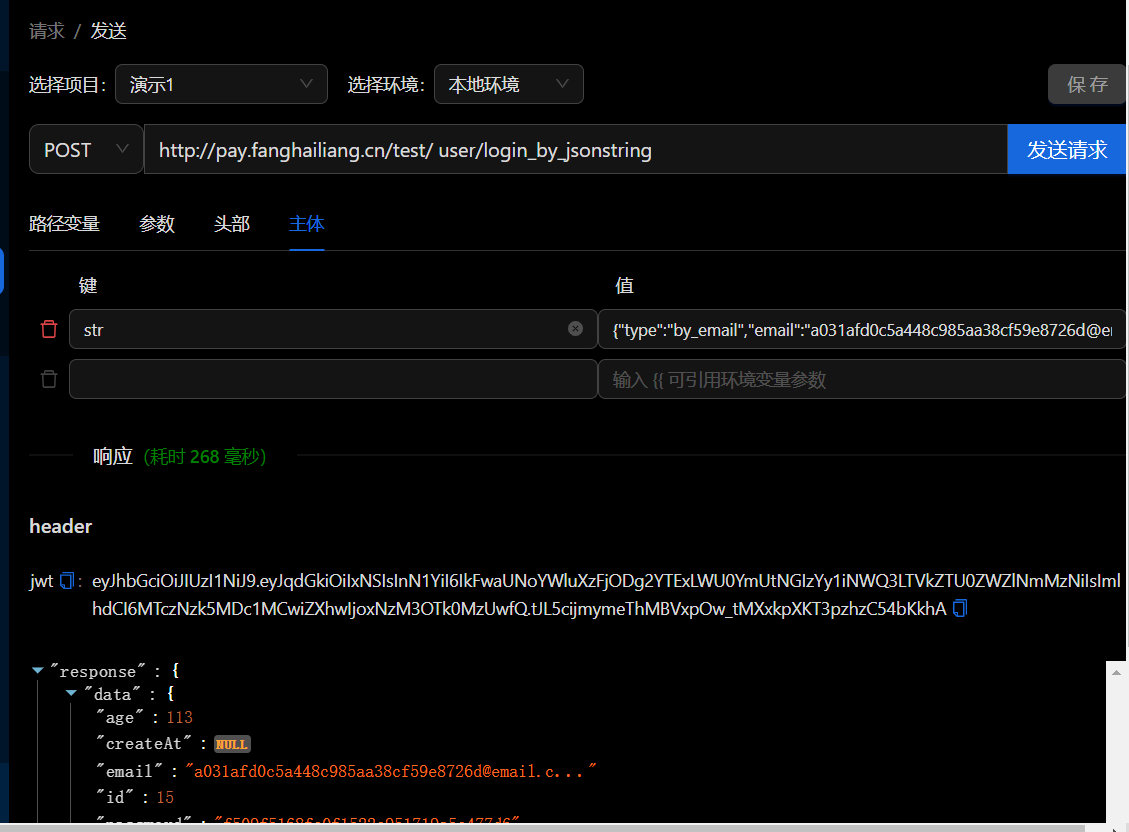 请求 / 发送
选择项目: 演示1 选择环境: 本地环境 保存
POST http://pay.fanghailiang.cn/test/ user/login_by_jsonstring 发送请求
路径变量 参数 头部 主体
键 值
str {"type":"by_email","email":"a031afd0c5a448c985aa38cf59e8726d@e
输入 {{ 可引用环境变量参数
响应 (耗时 268 毫秒)
header
jwt : eyJhbGciOiJIUzI1NiJ9.eyJqdGkiOiIxNSIsInN1YiI6IkFwaUNoYWluXzFjODg2YTExLWU0YmUtNGIzYy1iNWQ3LTVkZTU0ZWZlNmMzNiIsIml
hdCI6MTczNzk5MDc1MCwiZXhwIjoxNzM3OTk0MzUwfQ.tJL5cijmymeThMBVxpOw_tMXxkpXKT3pzhzC54bKkhA
"response" : {
"data" : {
"age" : 113
"createAt" : NULL
"email" : "a031afd0c5a448c985aa38cf59e8726d@email.c..."
"id" : 15